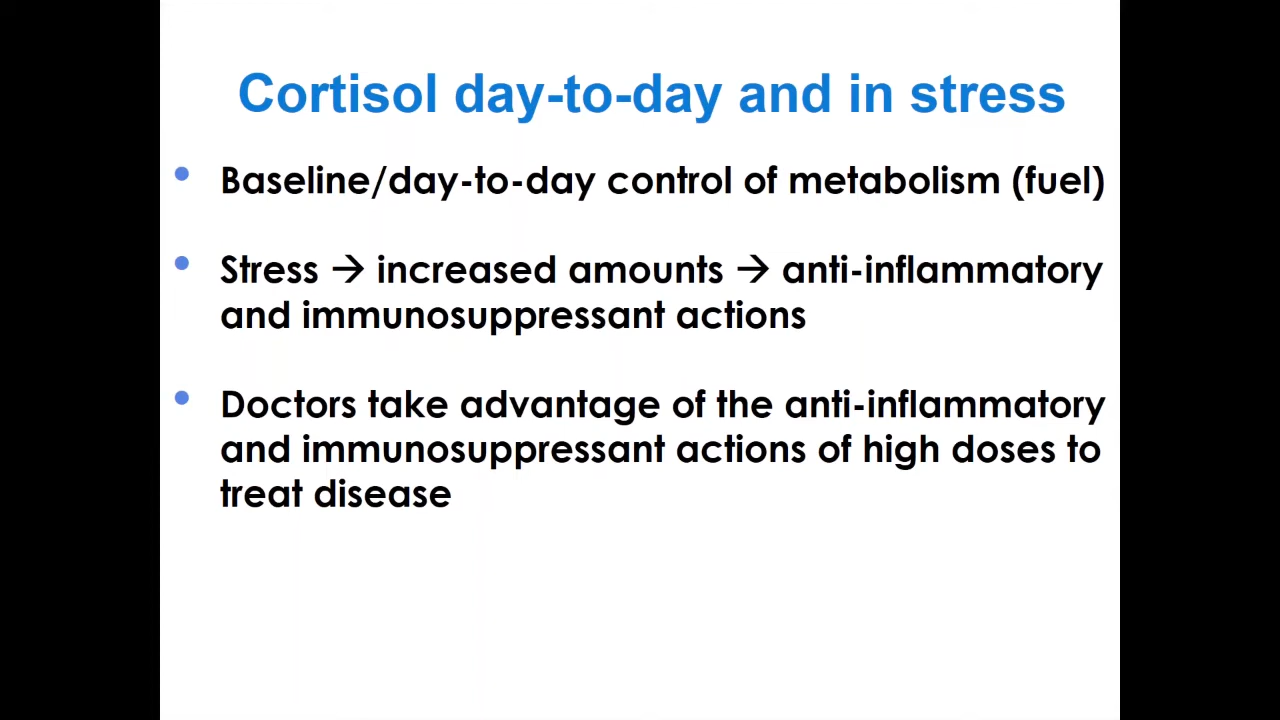 Cortisol day-to-day and in stress
• Baseline/day-to-day control of metabolism (fuel)
• Stress → increased amounts → anti-inflammatory
and immunosuppressant actions
• Doctors take advantage of the anti-inflammatory
and immunosuppressant actions of high doses to
treat disease